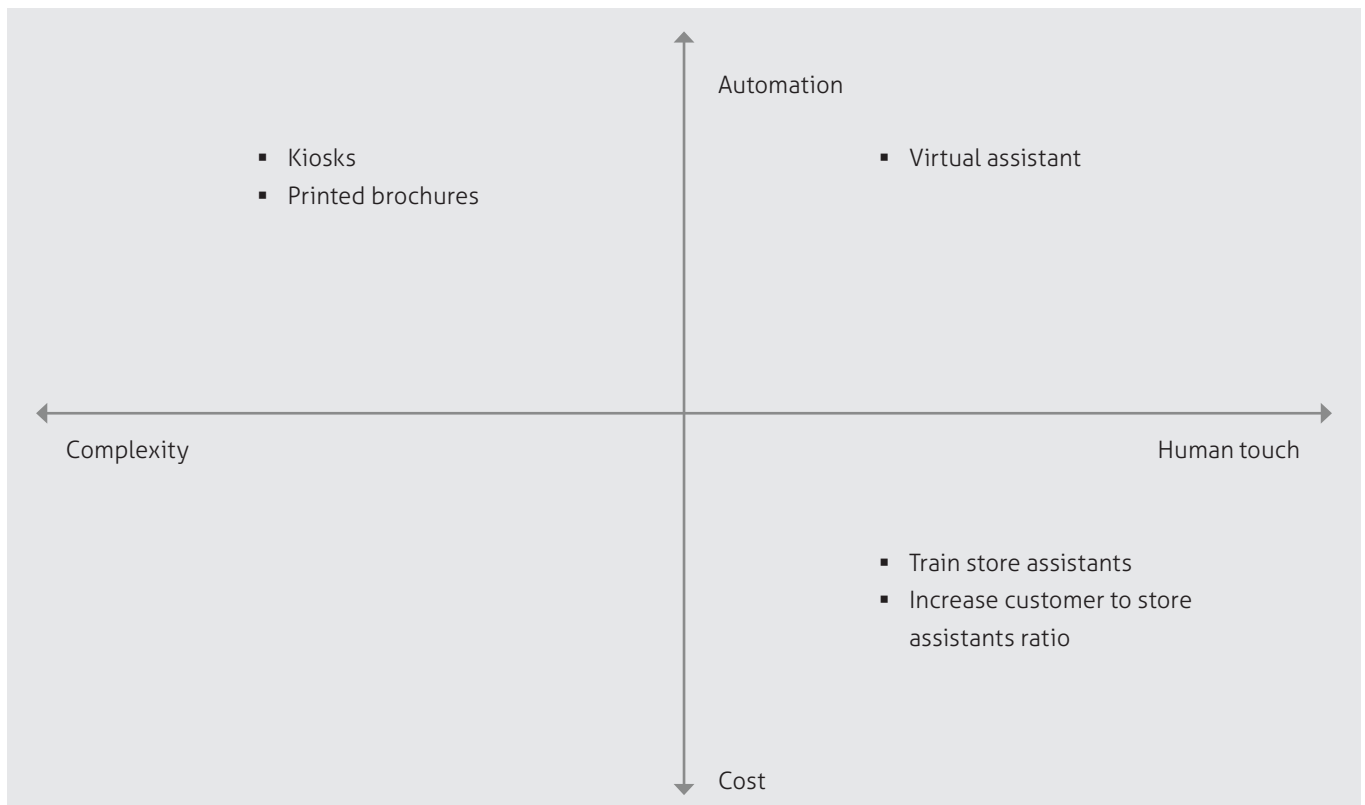 Automation
▪ Kiosks
▪ Printed brochures
▪ Virtual assistant
Complexity
Human touch
▪ Train store assistants
▪ Increase customer to store
assistants ratio
Cost